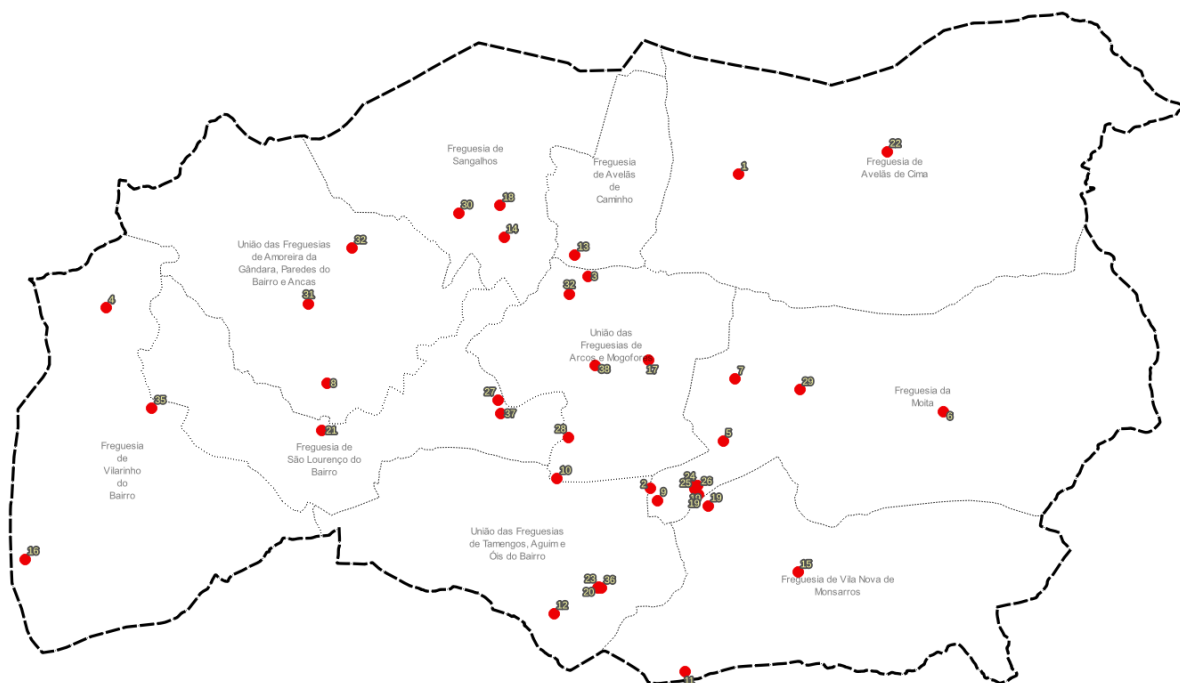 22
Freguesia de
Avelãs de Cima
1
Freguesia de
Sangalhos
Freguesia
de Avelãs
de
Caminho
18
30
14
32
13
União das Freguesias
de Amoreira da
Gândara, Paredes do
Bairro e Ancas
3
32
31
4
União das
Freguesias de
Arcos e Mogofores
38
17
7
29
Freguesia da
Moita
6
8
27
37
35
21
28
5
Freguesia
de
Vilarinho
do
Bairro
Freguesia de
São Lourenço do
Bairro
10
2
9
24
25
26
19
19
União das Freguesias
de Tamengos, Aguim e
Óis do Bairro
16
15
Freguesia de Vila Nova de
Monsarros
23
36
20
12
11